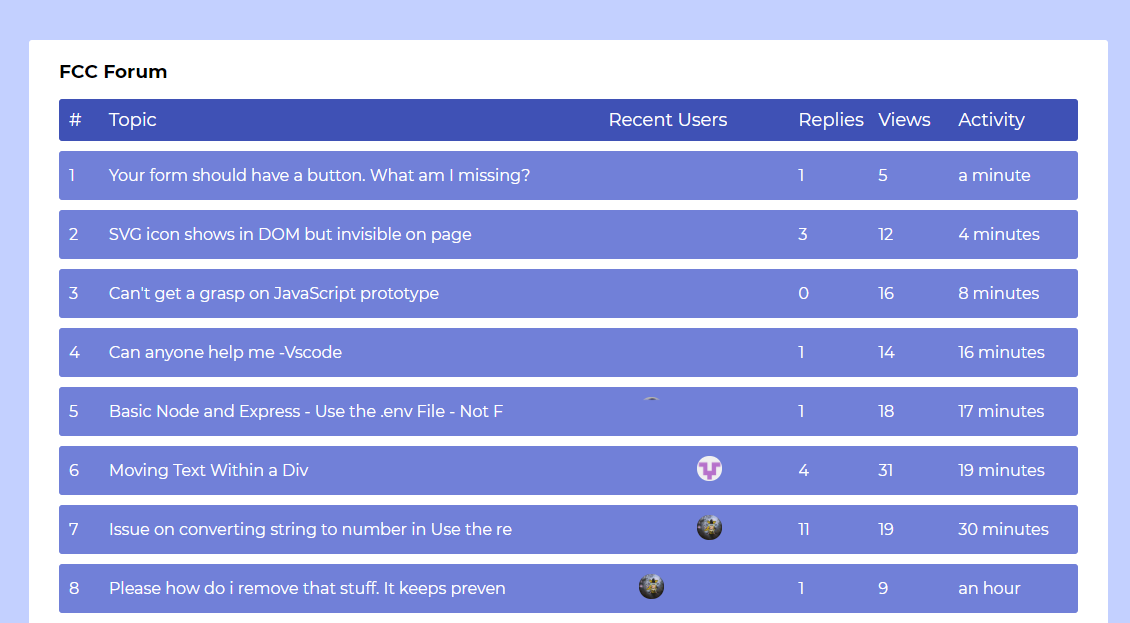 FCC Forum
# Topic Recent Users Replies Views Activity
1 Your form should have a button. What am I missing? 1 5 a minute
2 SVG icon shows in DOM but invisible on page 3 12 4 minutes
3 Can't get a grasp on JavaScript prototype 0 16 8 minutes
4 Can anyone help me -Vscode 1 14 16 minutes
5 Basic Node and Express - Use the .env File - Not F 1 18 17 minutes
6 Moving Text Within a Div 4 31 19 minutes
7 Issue on converting string to number in Use the re 11 19 30 minutes
8 Please how do i remove that stuff. It keeps preven 1 9 an hour